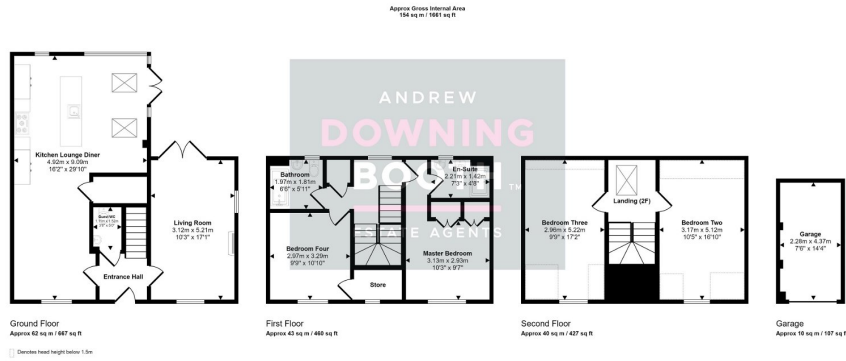 Approx Gross Internal Area
154 sq m / 1661 sq ft
ANDREW
DOWNING
BOOTH
TM
ESTATE AGENTS
Kitchen Lounge Diner
4.92m x 9.09m
16'2" x 29'10"
Guest WC
Living Room
3.12m x 5.21m
10'3" x 17'1"
Entrance Hall
Ground Floor
Approx 62 sq m / 667 sq ft
Denotes head height below 1.5m
Bathroom
1.97m x 1.81m
6'6" x 5'11"
En-Suite
2.21m x 1.42m
7'3" x 4'8"
Bedroom Four
2.97m x 3.29m
9'9" x 10'10"
Master Bedroom
3.13m x 2.93m
10'3" x 9'7"
Store
First Floor
Approx 43 sq m / 460 sq ft
Bedroom Three
2.96m x 5.22m
9'9" x 17'2"
Landing (2F)
Bedroom Two
3.17m x 5.12m
10'5" x 16'10"
Second Floor
Approx 40 sq m / 427 sq ft
Garage
2.28m x 4.37m
7'6" x 14'4"
Garage
Approx 10 sq m / 107 sq f